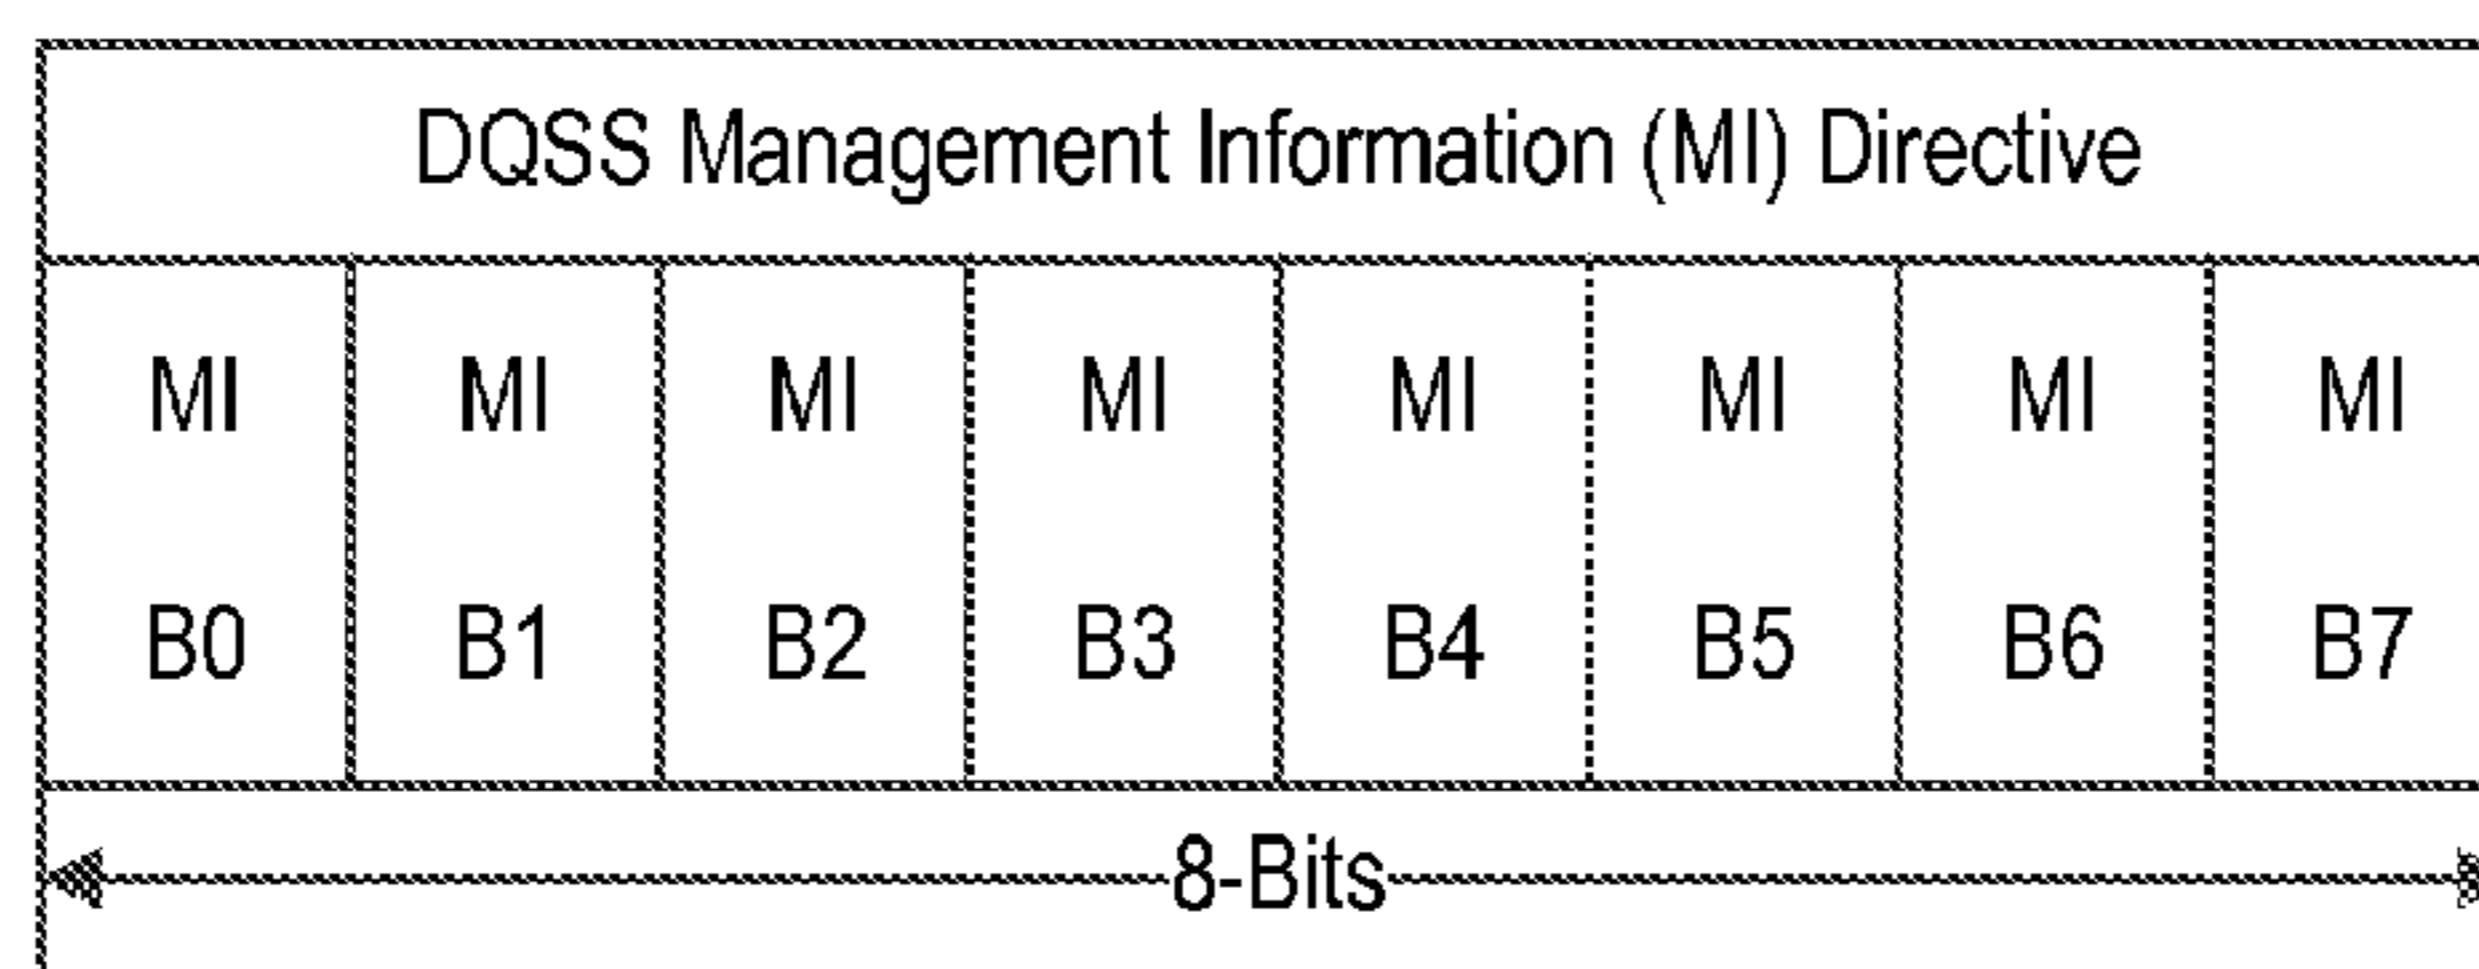 DQSS Management Information (MI) Directive
MI MI MI MI MI MI MI MI
B0 B1 B2 B3 B4 B5 B6 B7
8-Bits